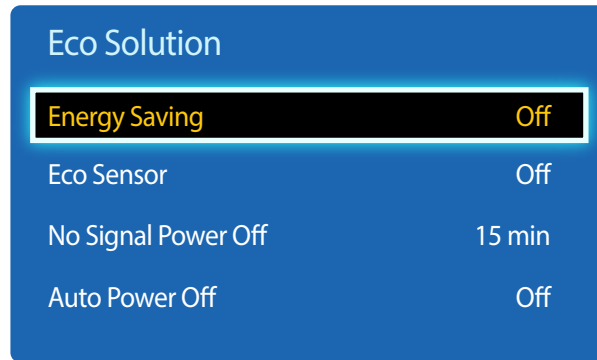 Eco Solution
Energy Saving Off
Eco Sensor Off
No Signal Power Off 15 min
Auto Power Off Off